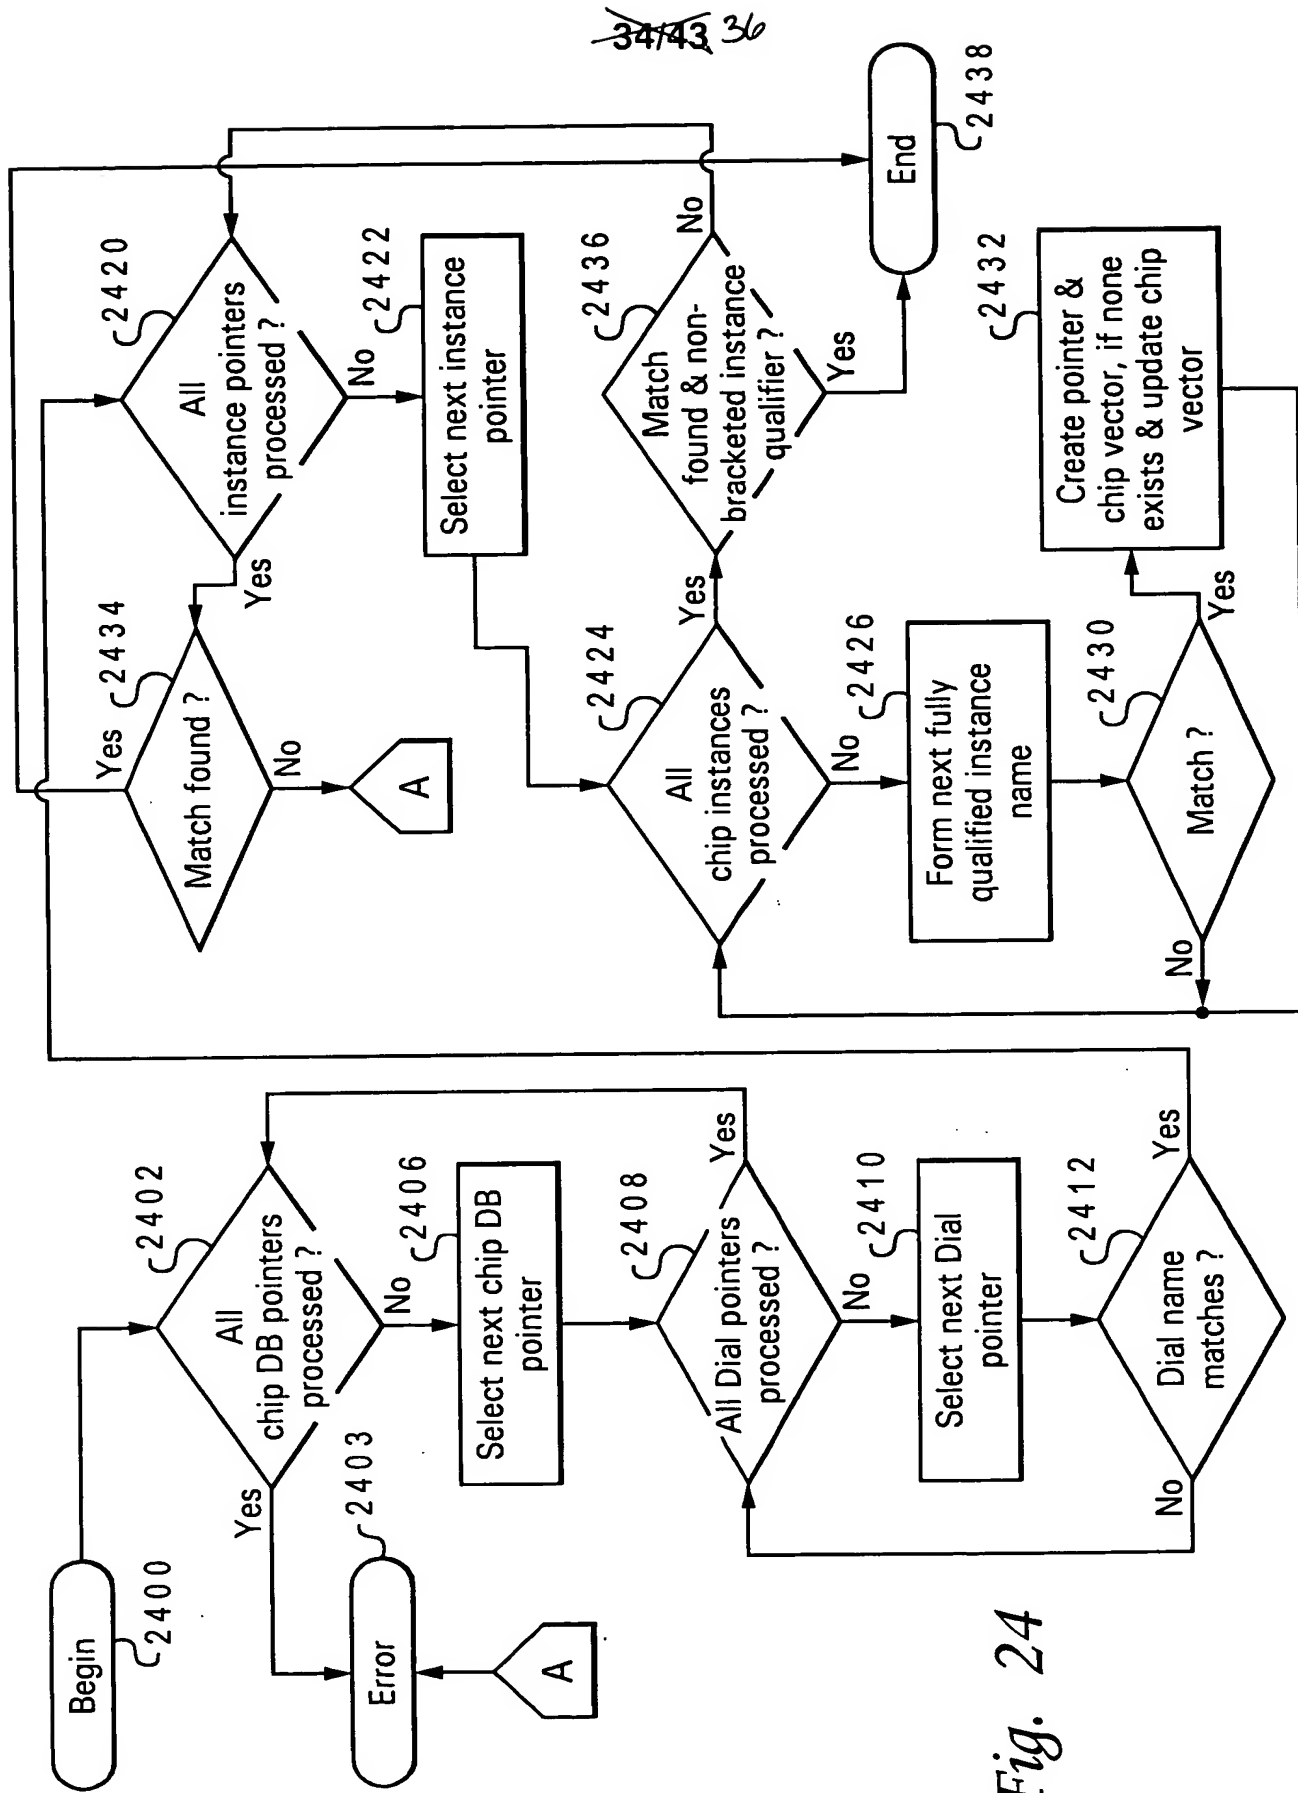 34/43 36
Begin
2400
All
chip DB pointers
processed ?
2402
Yes
No
Error
2403
A
Select next chip DB
pointer
2406
All Dial pointers
processed ?
2408
Yes
No
Select next Dial
pointer
2410
Dial name
matches ?
2412
Yes
No
All
instance pointers
processed ?
2420
Yes
No
Match found ?
2434
Yes
No
A
Select next instance
pointer
2422
All
chip instances
processed ?
2424
Yes
No
Match
found & non-
bracketed instance
qualifier ?
2436
No
Yes
End
2438
Form next fully
qualified instance
name
2426
Match ?
2430
Yes
No
Create pointer &
chip vector, if none
exists & update chip
vector
2432
Fig. 24